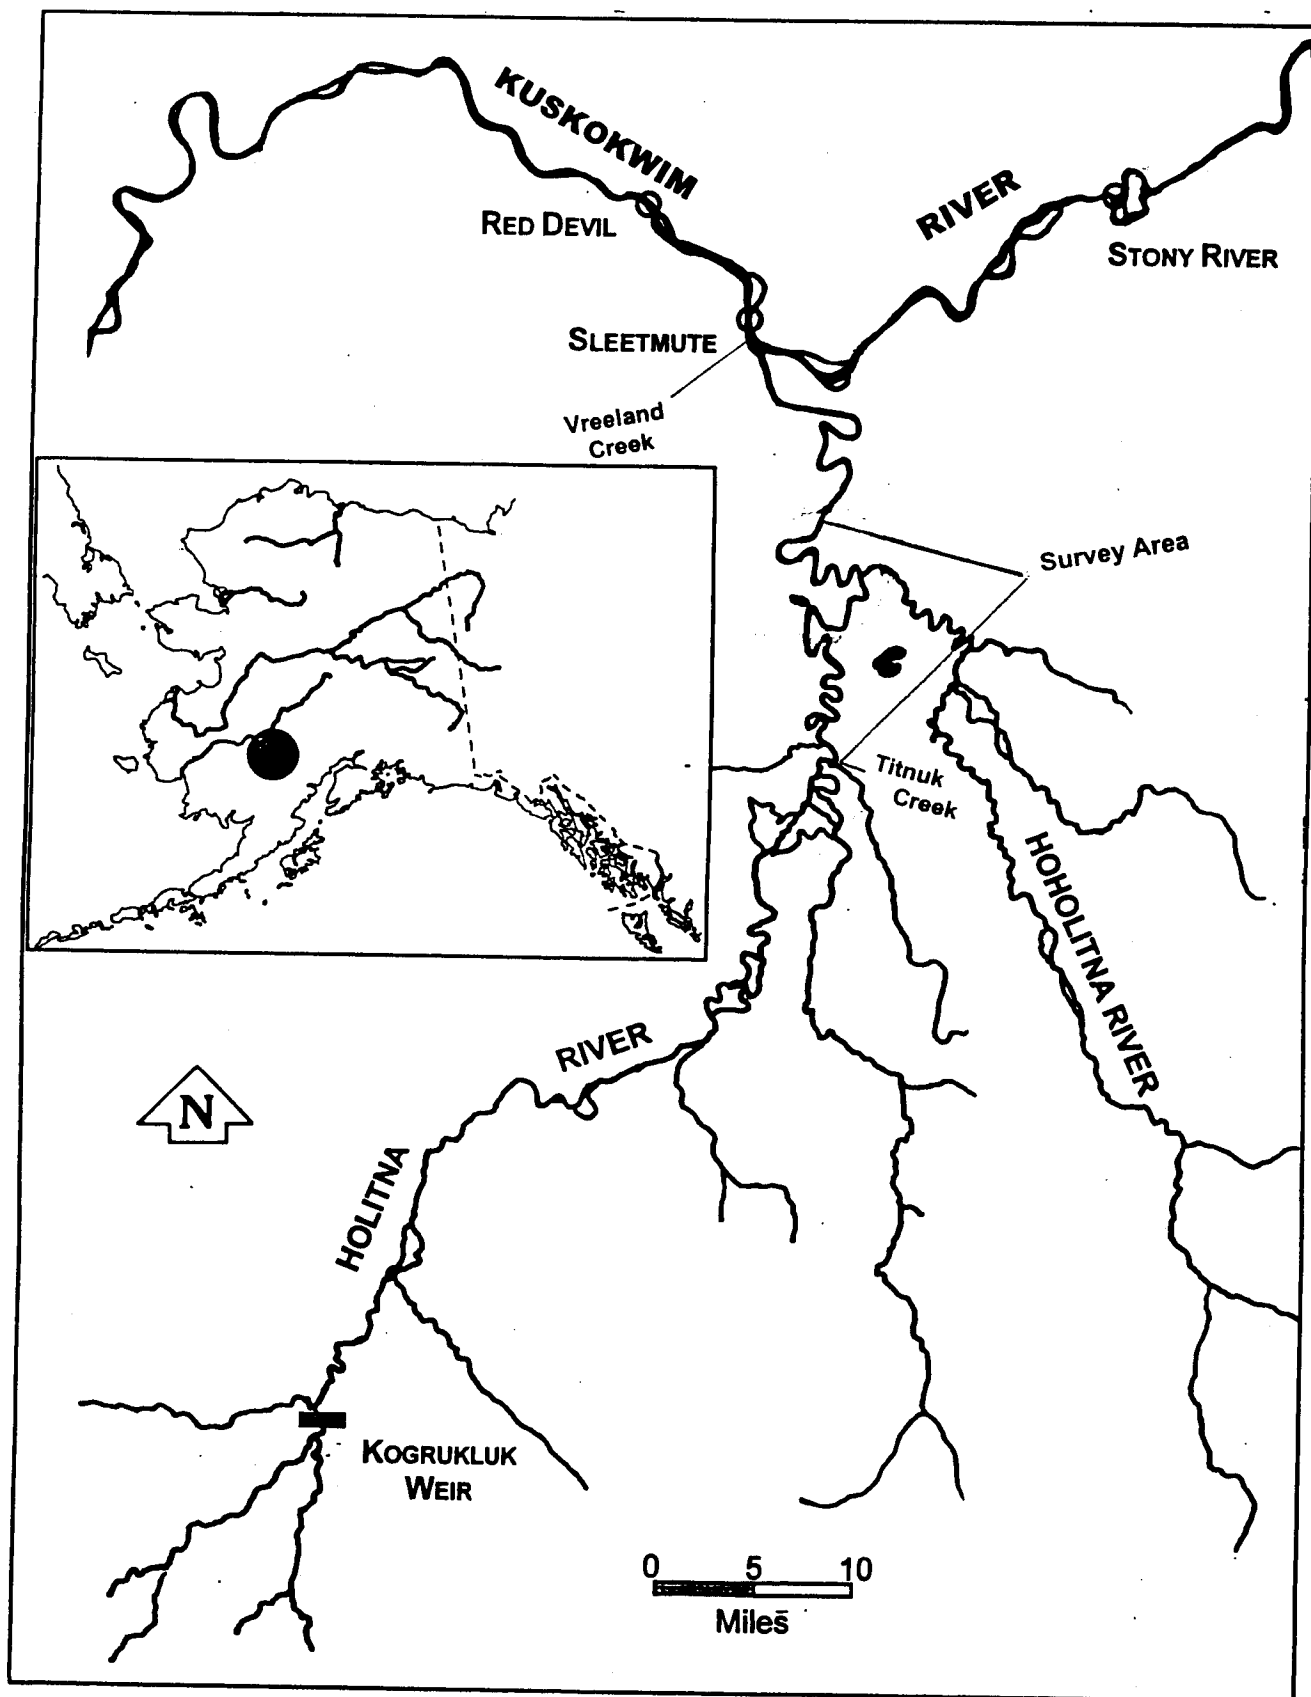 KUSKOKWIM
RIVER
RED DEVIL
STONY RIVER
SLEETMUTE
Vreeland
Creek
Survey Area
Titnuk
Creek
HOHOLITNA RIVER
RIVER
N
HOLITNA
KOGRUKLUK
WEIR
0 5 10
Miles